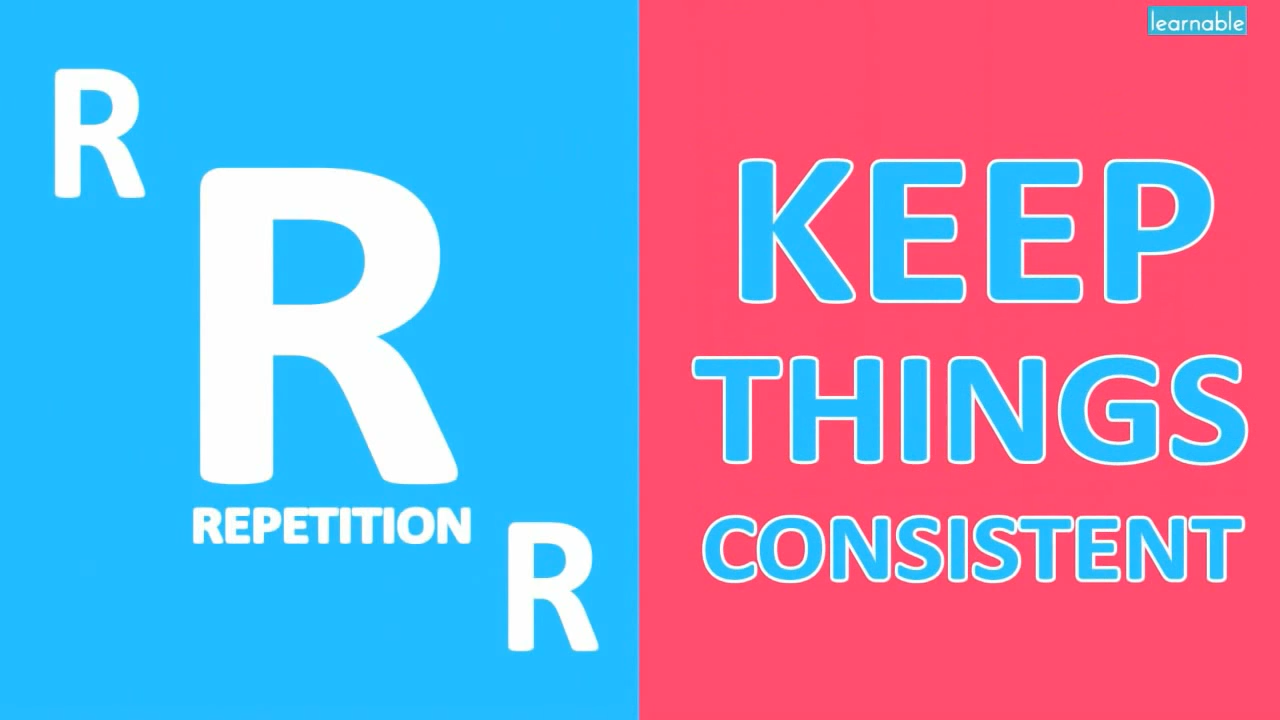 learnable
R
R
REPETITION
R
KEEP
THINGS
CONSISTENT